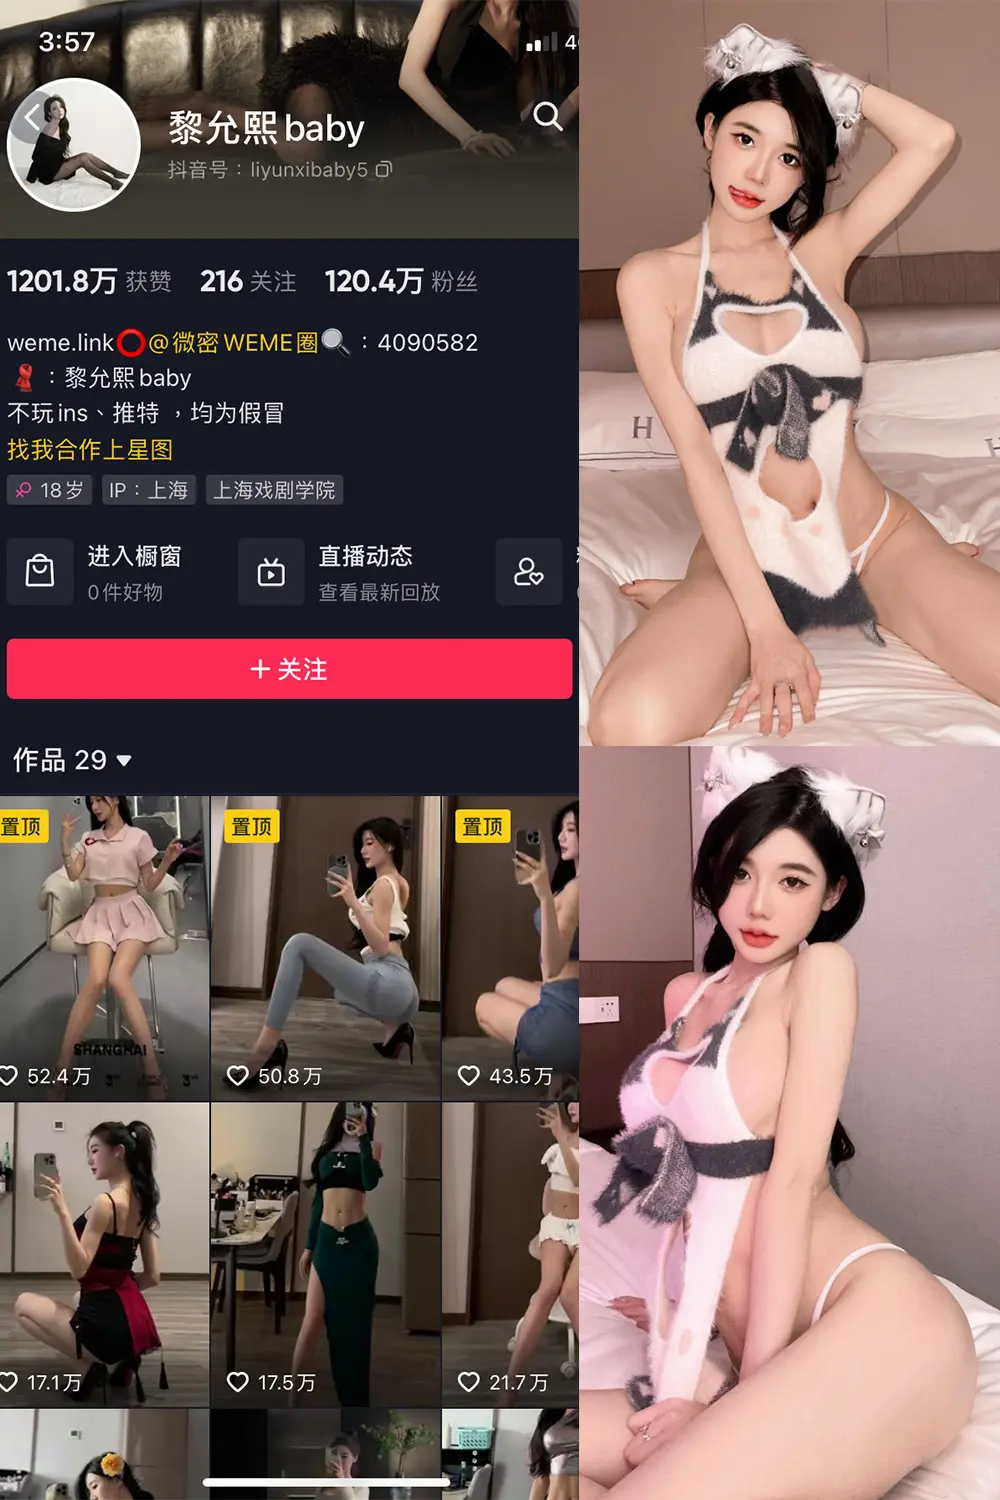 3:57
黎允熙baby
抖音号：liyunxibaby5
1201.8万 获赞 216 关注 120.4万 粉丝
weme.link⭕@微密WEME圈🔍：4090582
：黎允熙baby
不玩ins、推特，均为假冒
找我合作上星图
18岁 IP：上海 上海戏剧学院
进入橱窗 直播动态
0件好物 查看最新回放
+ 关注
作品 29
置顶 置顶 置顶
SHANGHAI
52.4万 50.8万 43.5万
17.1万 17.5万 21.7万
H